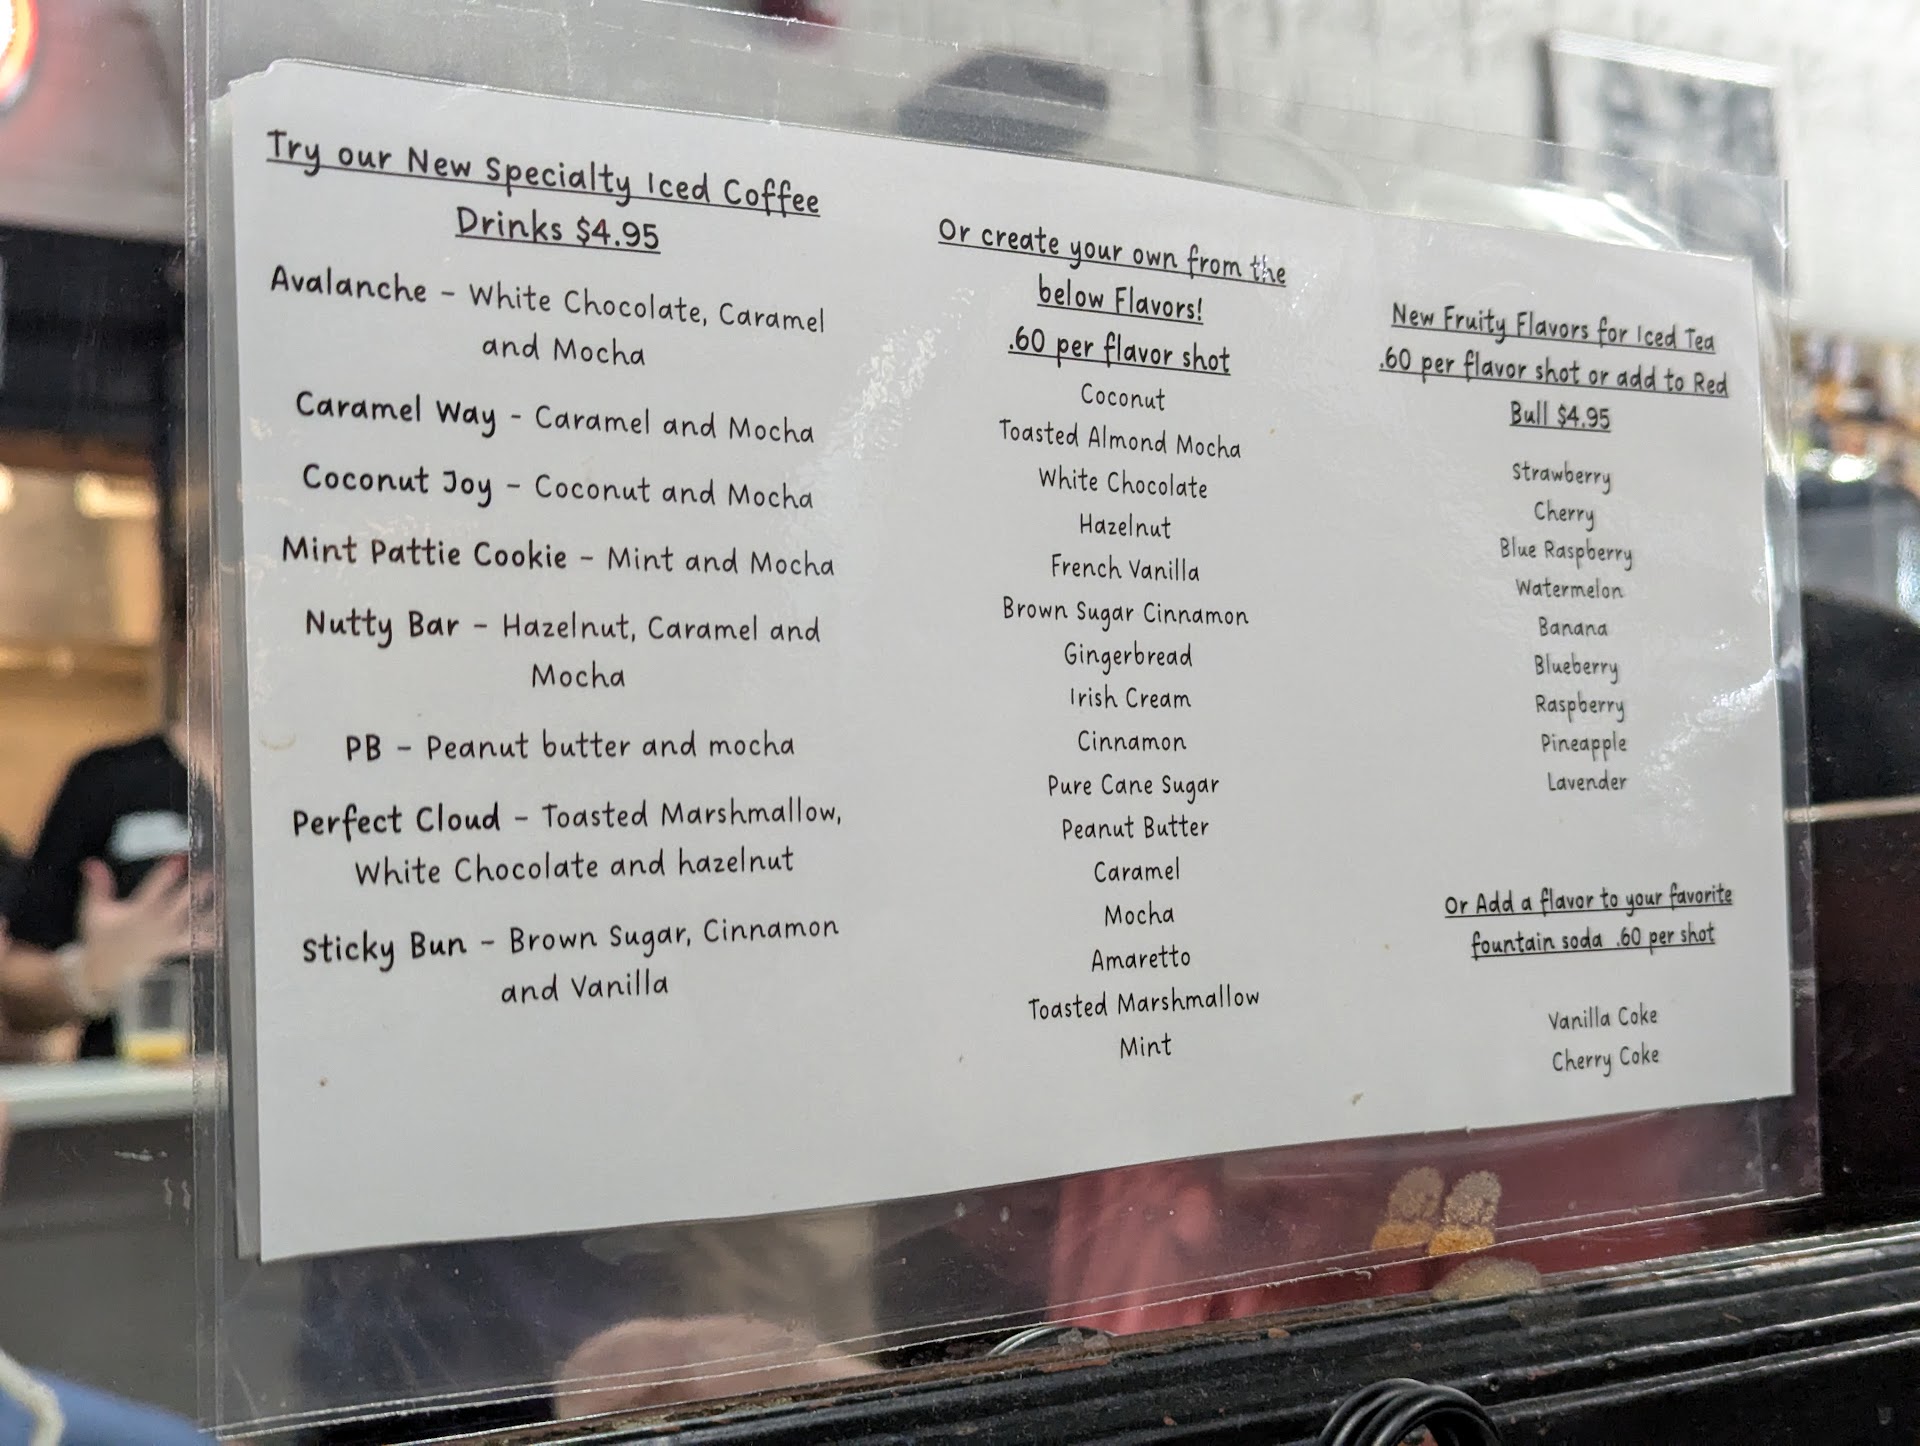 Try our New Specialty Iced Coffee
Drinks $4.95
Avalanche - White Chocolate, Caramel
and Mocha
Caramel Way - Caramel and Mocha
Coconut Joy - Coconut and Mocha
Mint Pattie Cookie - Mint and Mocha
Nutty Bar - Hazelnut, Caramel and
Mocha
PB - Peanut butter and mocha
Perfect Cloud - Toasted Marshmallow,
White Chocolate and hazelnut
Sticky Bun - Brown Sugar, Cinnamon
and Vanilla
Or create your own from the
below Flavors!
.60 per flavor shot
Coconut
Toasted Almond Mocha
White Chocolate
Hazelnut
French Vanilla
Brown Sugar Cinnamon
Gingerbread
Irish Cream
Cinnamon
Pure Cane Sugar
Peanut Butter
Caramel
Mocha
Amaretto
Toasted Marshmallow
Mint
New Fruity Flavors for Iced Tea
.60 per flavor shot or add to Red
Bull $4.95
Strawberry
Cherry
Blue Raspberry
Watermelon
Banana
Blueberry
Raspberry
Pineapple
Lavender
Or Add a flavor to your favorite
fountain soda .60 per shot
Vanilla Coke
Cherry Coke